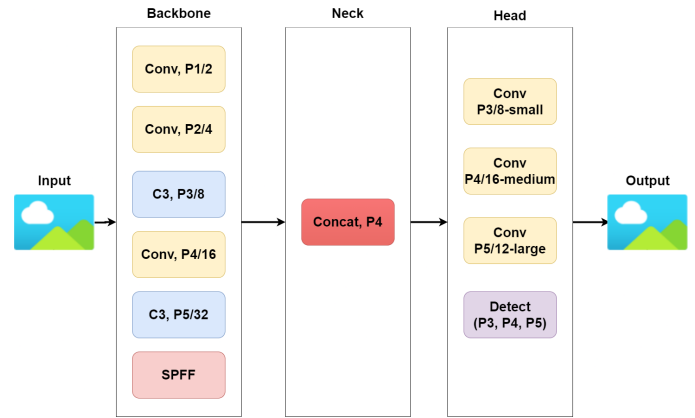 Backbone
Neck
Head
Input
Output
Conv, P1/2
Conv, P2/4
C3, P3/8
Conv, P4/16
C3, P5/32
SPFF
Concat, P4
Conv
P3/8-small
Conv
P4/16-medium
Conv
P5/12-large
Detect
(P3, P4, P5)